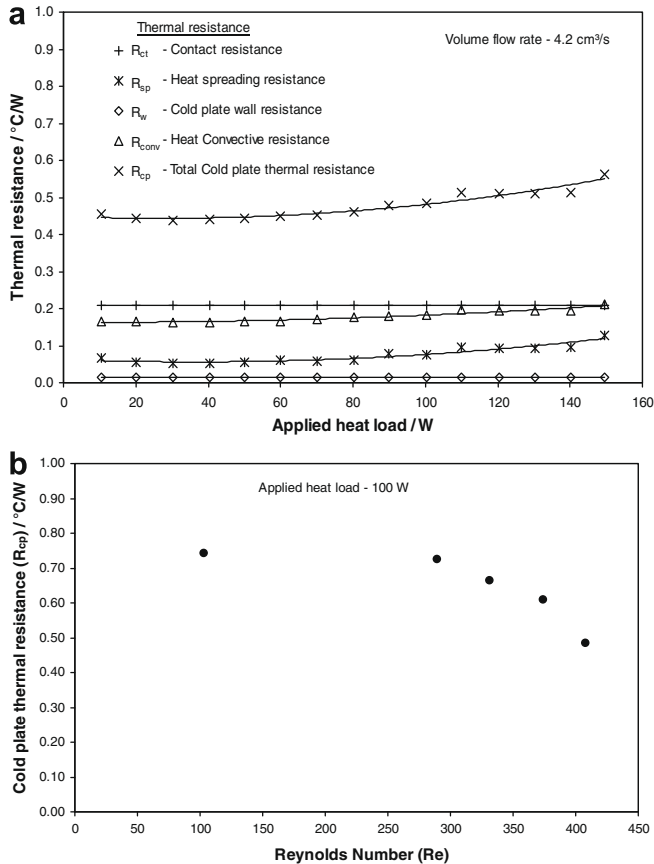 a
1.0
0.9
0.8
0.7
0.6
0.5
0.4
0.3
0.2
0.1
0.0
Thermal resistance / °C/W
Thermal resistance
Rct - Contact resistance
Rsp - Heat spreading resistance
Rw - Cold plate wall resistance
Rconv - Heat Convective resistance
Rcp - Total Cold plate thermal resistance
Volume flow rate - 4.2 cm³/s
0 20 40 60 80 100 120 140 160
Applied heat load / W
b
1.00
0.90
0.80
0.70
0.60
0.50
0.40
0.30
0.20
0.10
0.00
Cold plate thermal resistance (Rcp) / °C/W
Applied heat load - 100 W
0 50 100 150 200 250 300 350 400 450
Reynolds Number (Re)